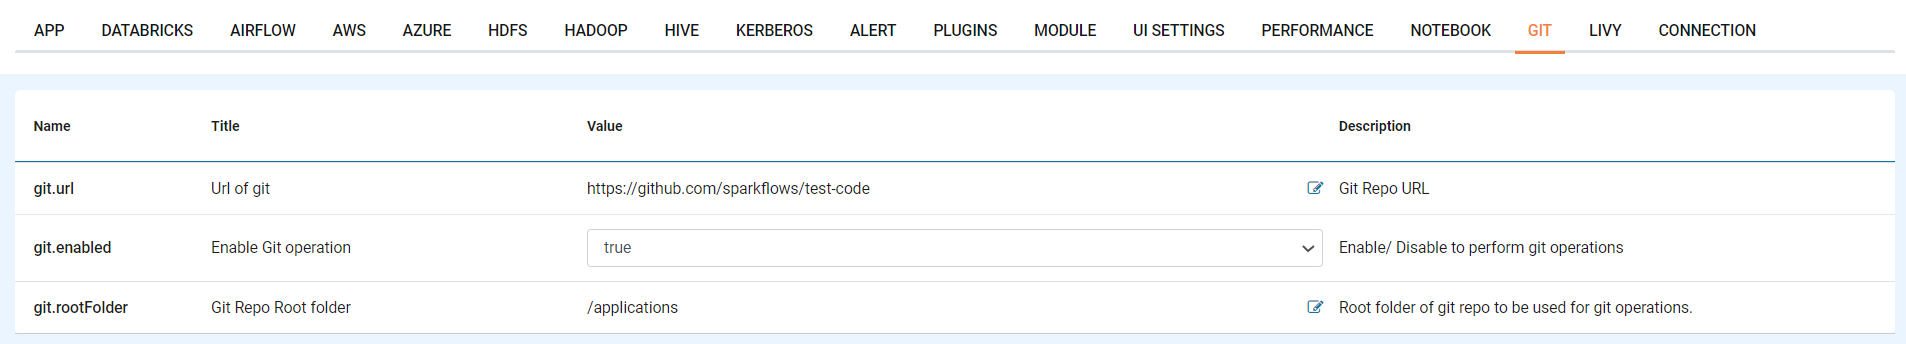 APP DATABRICKS AIRFLOW AWS AZURE HDFS HADOOP HIVE KERBEROS ALERT PLUGINS MODULE UI SETTINGS PERFORMANCE NOTEBOOK GIT LIVY CONNECTION
Name Title Value Description
git.url Url of git https://github.com/sparkflows/test-code Git Repo URL
git.enabled Enable Git operation true Enable/ Disable to perform git operations
git.rootFolder Git Repo Root folder /applications Root folder of git repo to be used for git operations.